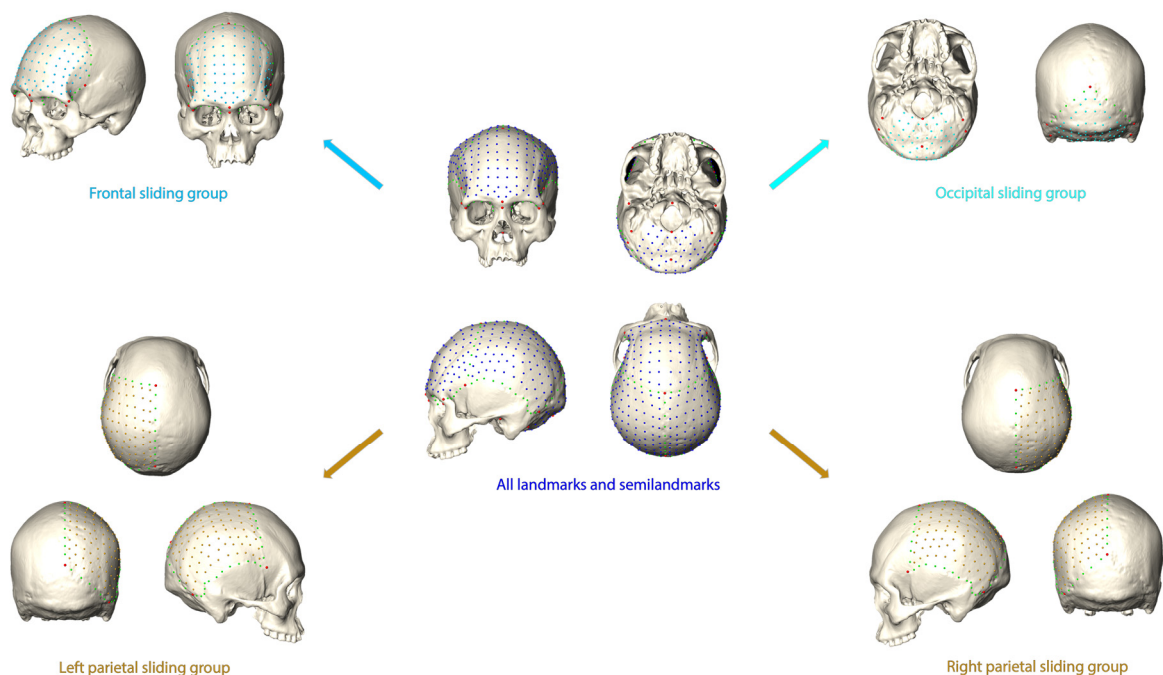 Frontal sliding group
Occipital sliding group
All landmarks and semilandmarks
Left parietal sliding group
Right parietal sliding group